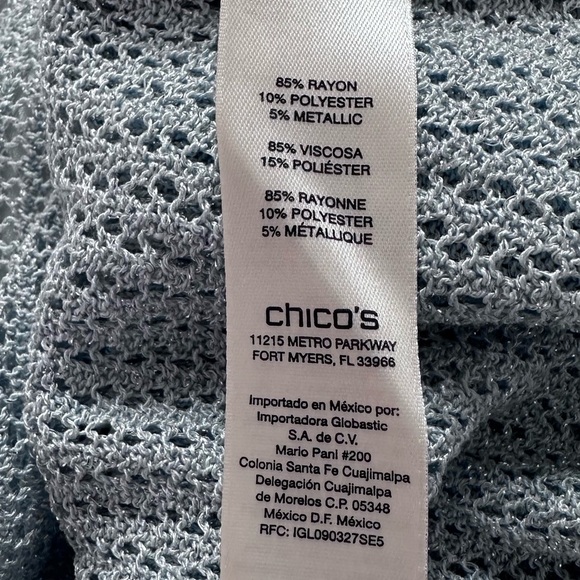 85% RAYON
10% POLYESTER
5% METALLIC
85% VISCOSA
15% POLIÉSTER
85% RAYONNE
10% POLYESTER
5% MÉTALLIQUE
chico's
11215 METRO PARKWAY
FORT MYERS, FL 33966
Importado en México por:
Importadora Globastic
S.A. de C.V.
Mario Pani #200
Colonia Santa Fe Cuajimalpa
Delegación Cuajimalpa
de Morelos C.P. 05348
México D.F. México
RFC: IGL090327SE5